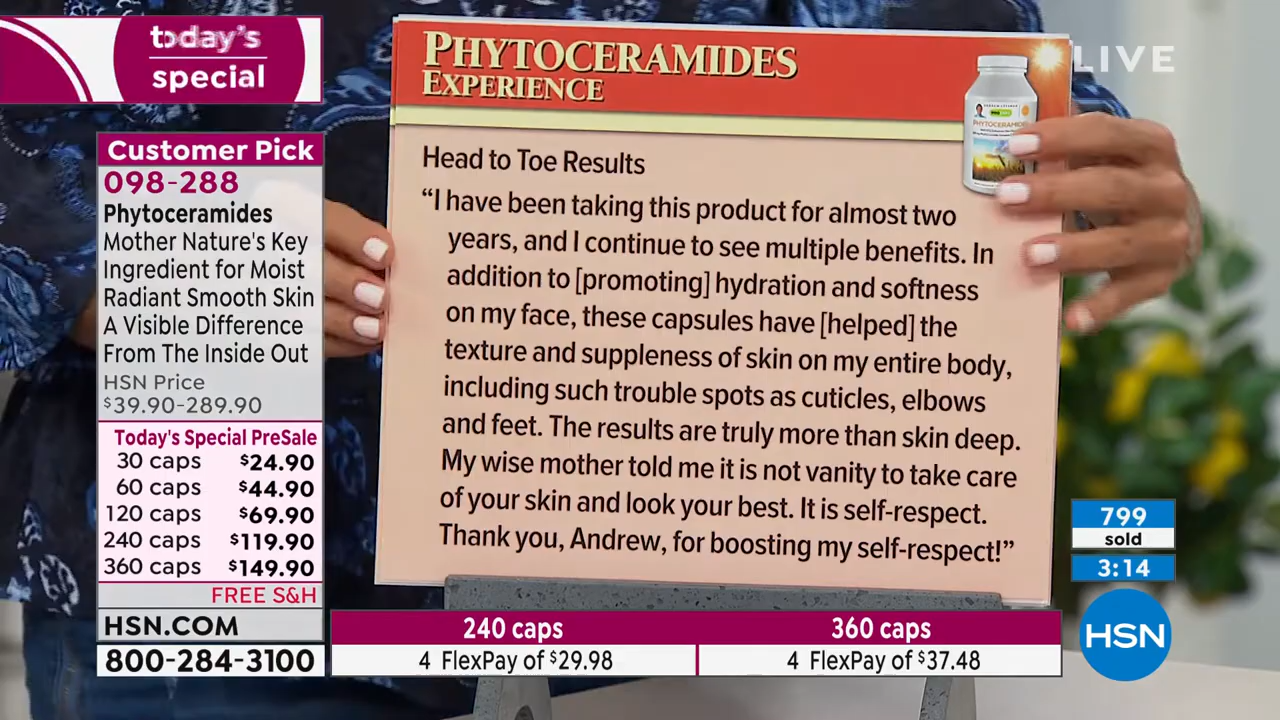 today's
special
LIVE
Customer Pick
098-288
Phytoceramides
Mother Nature's Key
Ingredient for Moist
Radiant Smooth Skin
A Visible Difference
From The Inside Out
HSN Price
$39.90-289.90
Today's Special PreSale
30 caps $24.90
60 caps $44.90
120 caps $69.90
240 caps $119.90
360 caps $149.90
FREE S&H
HSN.COM
800-284-3100
PHYTOCERAMIDES
EXPERIENCE
PHYTOCERAMIDES
Head to Toe Results
“I have been taking this product for almost two
years, and I continue to see multiple benefits. In
addition to [promoting] hydration and softness
on my face, these capsules have [helped] the
texture and suppleness of skin on my entire body,
including such trouble spots as cuticles, elbows
and feet. The results are truly more than skin deep.
My wise mother told me it is not vanity to take care
of your skin and look your best. It is self-respect.
Thank you, Andrew, for boosting my self-respect!”
799
sold
3:14
HSN
240 caps 360 caps
4 FlexPay of $29.98 4 FlexPay of $37.48